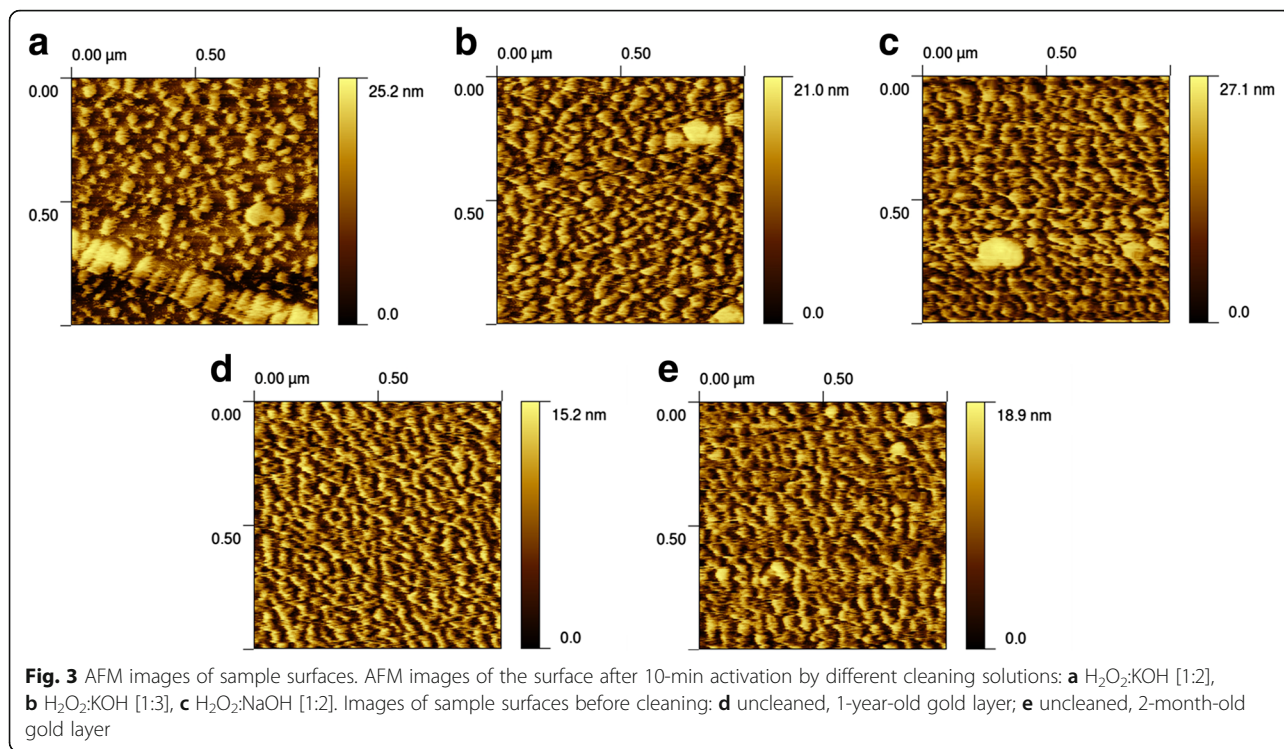 a
0.00 µm 0.50
0.00
0.50
25.2 nm
0.0
b
0.00 µm 0.50
0.00
0.50
21.0 nm
0.0
c
0.00 µm 0.50
0.00
0.50
27.1 nm
0.0
d
0.00 µm 0.50
0.00
0.50
15.2 nm
0.0
e
0.00 µm 0.50
0.00
0.50
18.9 nm
0.0
Fig. 3 AFM images of sample surfaces. AFM images of the surface after 10-min activation by different cleaning solutions: a H₂O₂:KOH [1:2],
b H₂O₂:KOH [1:3], c H₂O₂:NaOH [1:2]. Images of sample surfaces before cleaning: d uncleaned, 1-year-old gold layer; e uncleaned, 2-month-old
gold layer